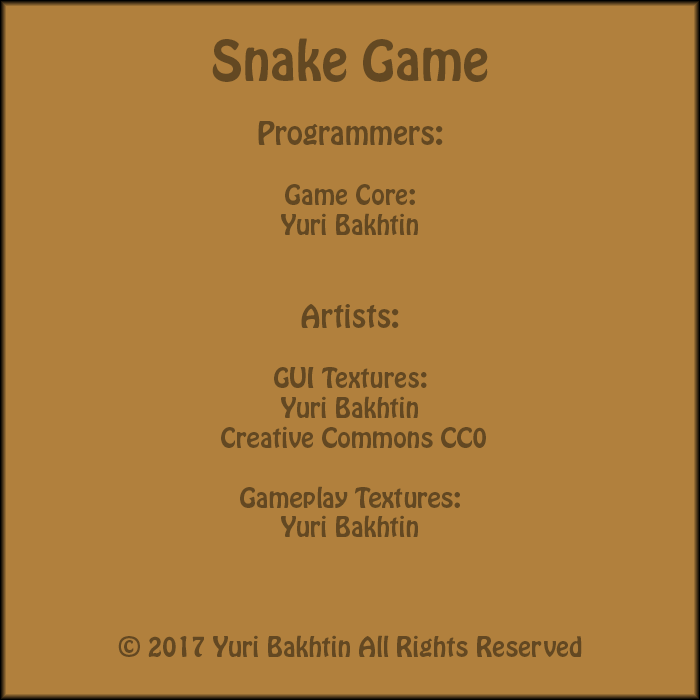 Snake Game
Programmers:
Game Core:
Yuri Bakhtin
Artists:
GUI Textures:
Yuri Bakhtin
Creative Commons CC0
Gameplay Textures:
Yuri Bakhtin
© 2017 Yuri Bakhtin All Rights Reserved